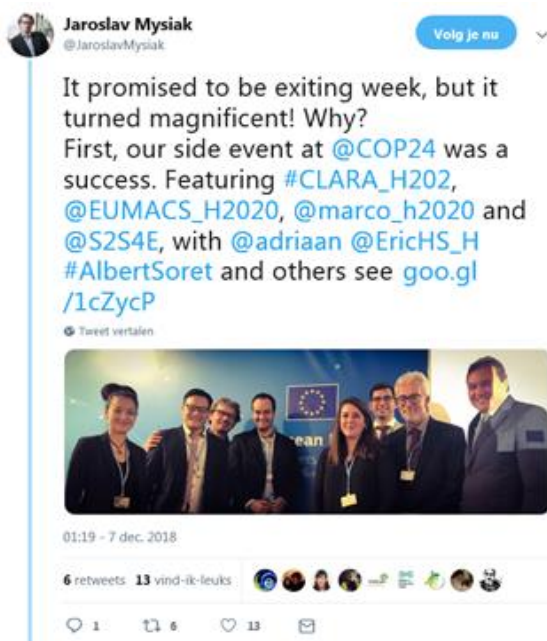 Jaroslav Mysiak
@JaroslavMysiak
Volg je nu
It promised to be exiting week, but it
turned magnificent! Why?
First, our side event at @COP24 was a
success. Featuring #CLARA_H202,
@EUMACS_H2020, @marco_h2020 and
@S2S4E, with @adriaan @EricHS_H
#AlbertSoret and others see goo.gl
/1cZycP
Tweet vertalen
ean
01:19 - 7 dec. 2018
6 retweets 13 vind-ik-leuks
1 6 13